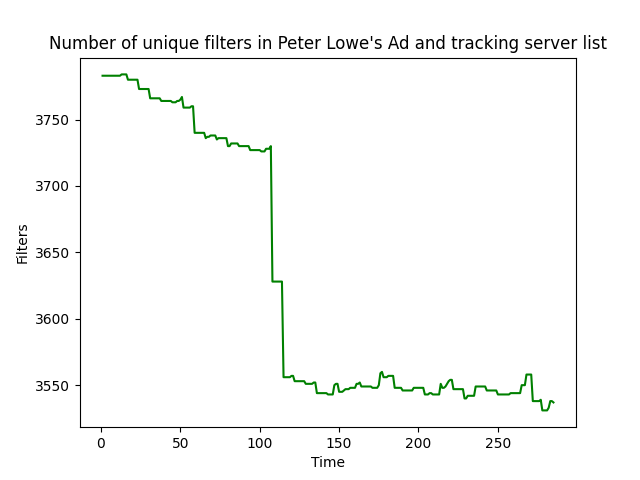 Number of unique filters in Peter Lowe's Ad and tracking server list
3750
3700
3650
3600
3550
Filters
0 50 100 150 200 250
Time